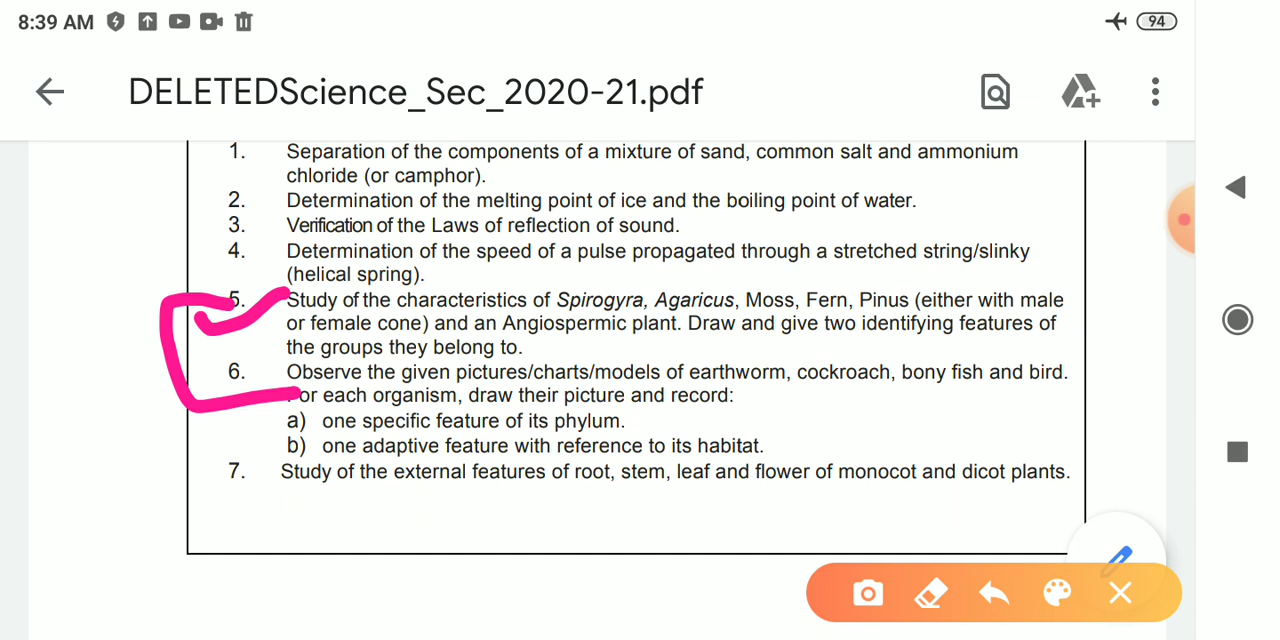 8:39 AM
94
DELETEDScience_Sec_2020-21.pdf
1. Separation of the components of a mixture of sand, common salt and ammonium
chloride (or camphor).
2. Determination of the melting point of ice and the boiling point of water.
3. Verification of the Laws of reflection of sound.
4. Determination of the speed of a pulse propagated through a stretched string/slinky
(helical spring).
5. Study of the characteristics of Spirogyra, Agaricus, Moss, Fern, Pinus (either with male
or female cone) and an Angiospermic plant. Draw and give two identifying features of
the groups they belong to.
6. Observe the given pictures/charts/models of earthworm, cockroach, bony fish and bird.
For each organism, draw their picture and record:
a) one specific feature of its phylum.
b) one adaptive feature with reference to its habitat.
7. Study of the external features of root, stem, leaf and flower of monocot and dicot plants.